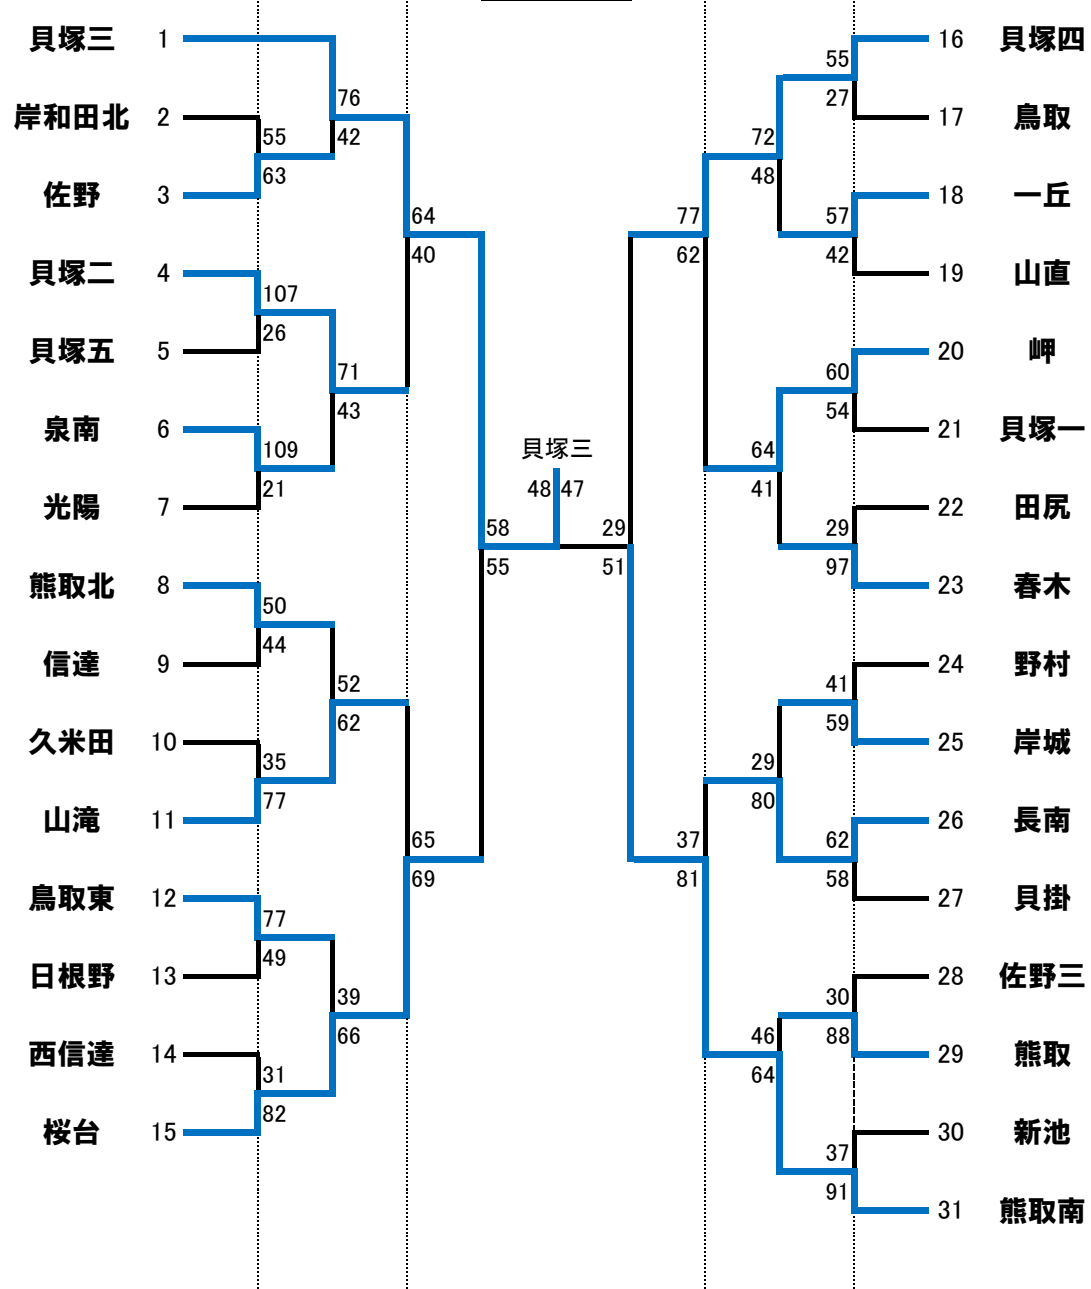 貝塚三 1 16 貝塚四
55
76 27
岸和田北 2 17 鳥取
55 42 72
63 48
佐野 3 18 一丘
64 77 57
40 62 42
貝塚二 4 19 山直
107
26
貝塚五 5 20 岬
71 60
43 54
泉南 6 21 貝塚一
109 貝塚三 64
21 48 47 41
光陽 7 22 田尻
58 29 29
55 51 97
熊取北 8 23 春木
50
44
信達 9 24 野村
52 41
62 59
久米田 10 25 岸城
35 29
77 80
山滝 11 26 長南
65 37 62
69 81 58
鳥取東 12 27 貝掛
77
49
日根野 13 28 佐野三
39 30
66 46 88
西信達 14 29 熊取
31 64
82
桜台 15 30 新池
37
91
31 熊取南